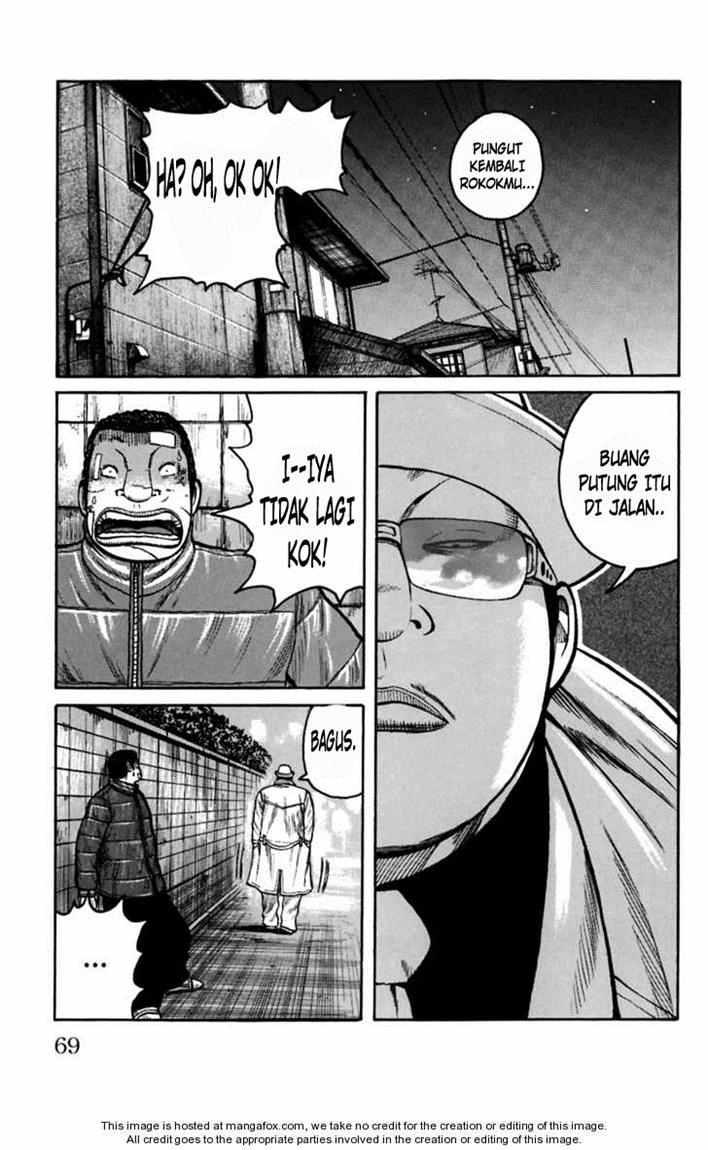 PUNGUT
KEMBALI
ROKOKMU...
HA? OH, OK OK!
BUANG
PUTUNG ITU
DI JALAN..
I--IYA
TIDAK LAGI
KOK!
BAGUS.
...
69
This image is hosted at mangafox.com, we take no credit for the creation or editing of this image.
All credit goes to the appropriate parties involved in the creation or editing of this image.